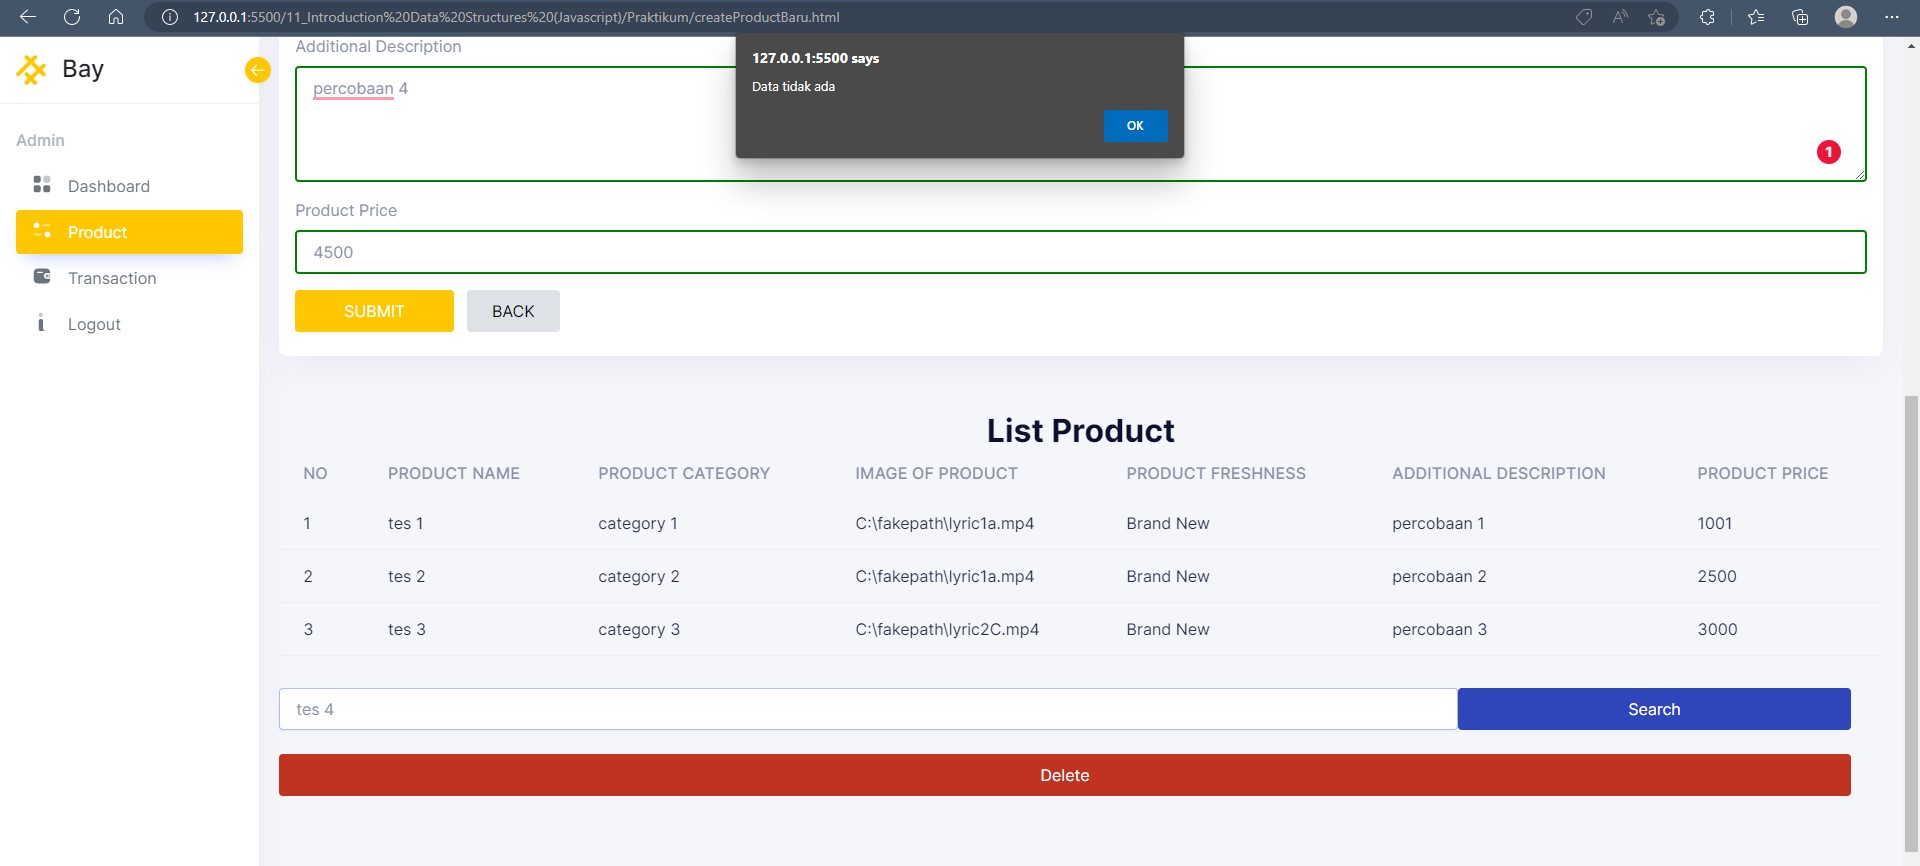 127.0.0.1:5500/11_Introduction%20Data%20Structures%20(Javascript)/Praktikum/createProductBaru.html
Bay
Additional Description
127.0.0.1:5500 says
Data tidak ada
OK
percobaan 4
1
Admin
Dashboard
Product
Transaction
Logout
Product Price
4500
SUBMIT BACK
List Product
NO PRODUCT NAME PRODUCT CATEGORY IMAGE OF PRODUCT PRODUCT FRESHNESS ADDITIONAL DESCRIPTION PRODUCT PRICE
1 tes 1 category 1 C:\fakepath\lyric1a.mp4 Brand New percobaan 1 1001
2 tes 2 category 2 C:\fakepath\lyric1a.mp4 Brand New percobaan 2 2500
3 tes 3 category 3 C:\fakepath\lyric2C.mp4 Brand New percobaan 3 3000
tes 4 Search
Delete